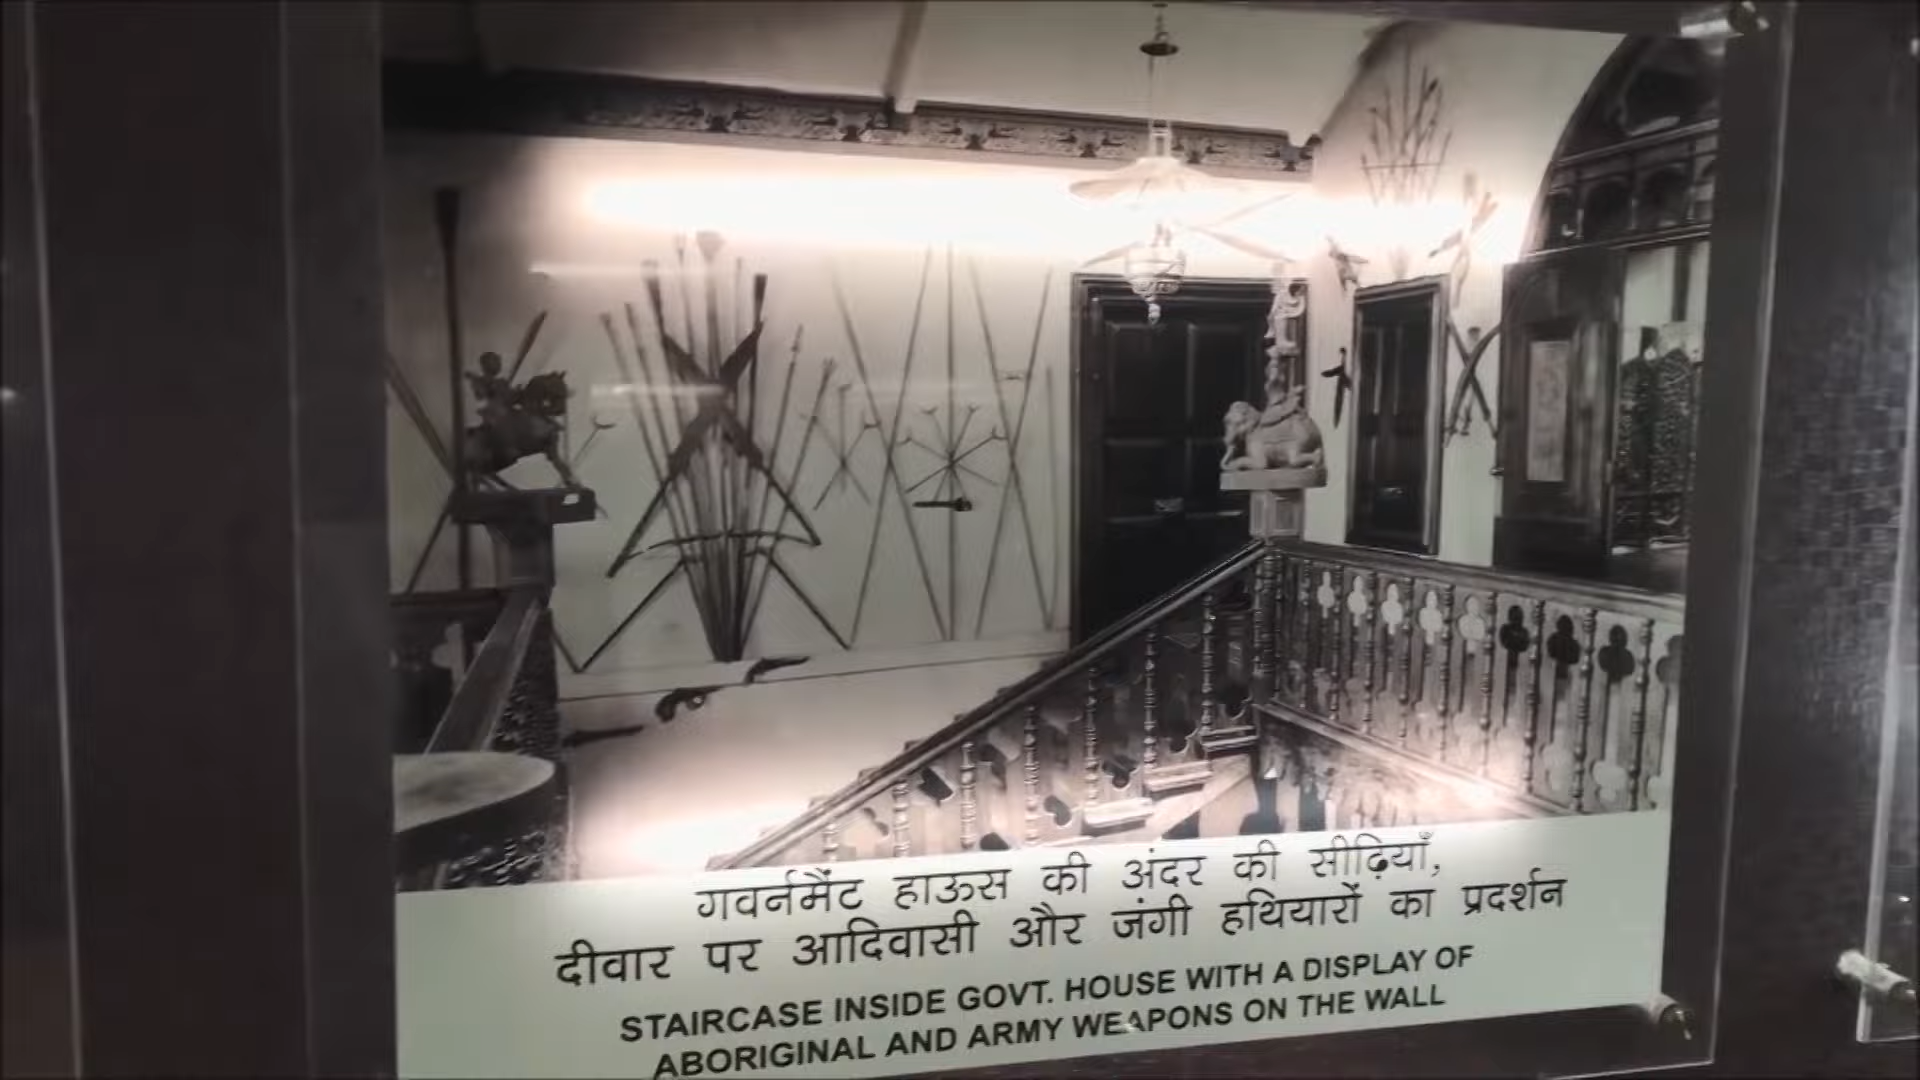 गवर्नमैंट हाऊस की अंदर की सीढ़ियाँ,
दीवार पर आदिवासी और जंगी हथियारों का प्रदर्शन
STAIRCASE INSIDE GOVT. HOUSE WITH A DISPLAY OF
ABORIGINAL AND ARMY WEAPONS ON THE WALL